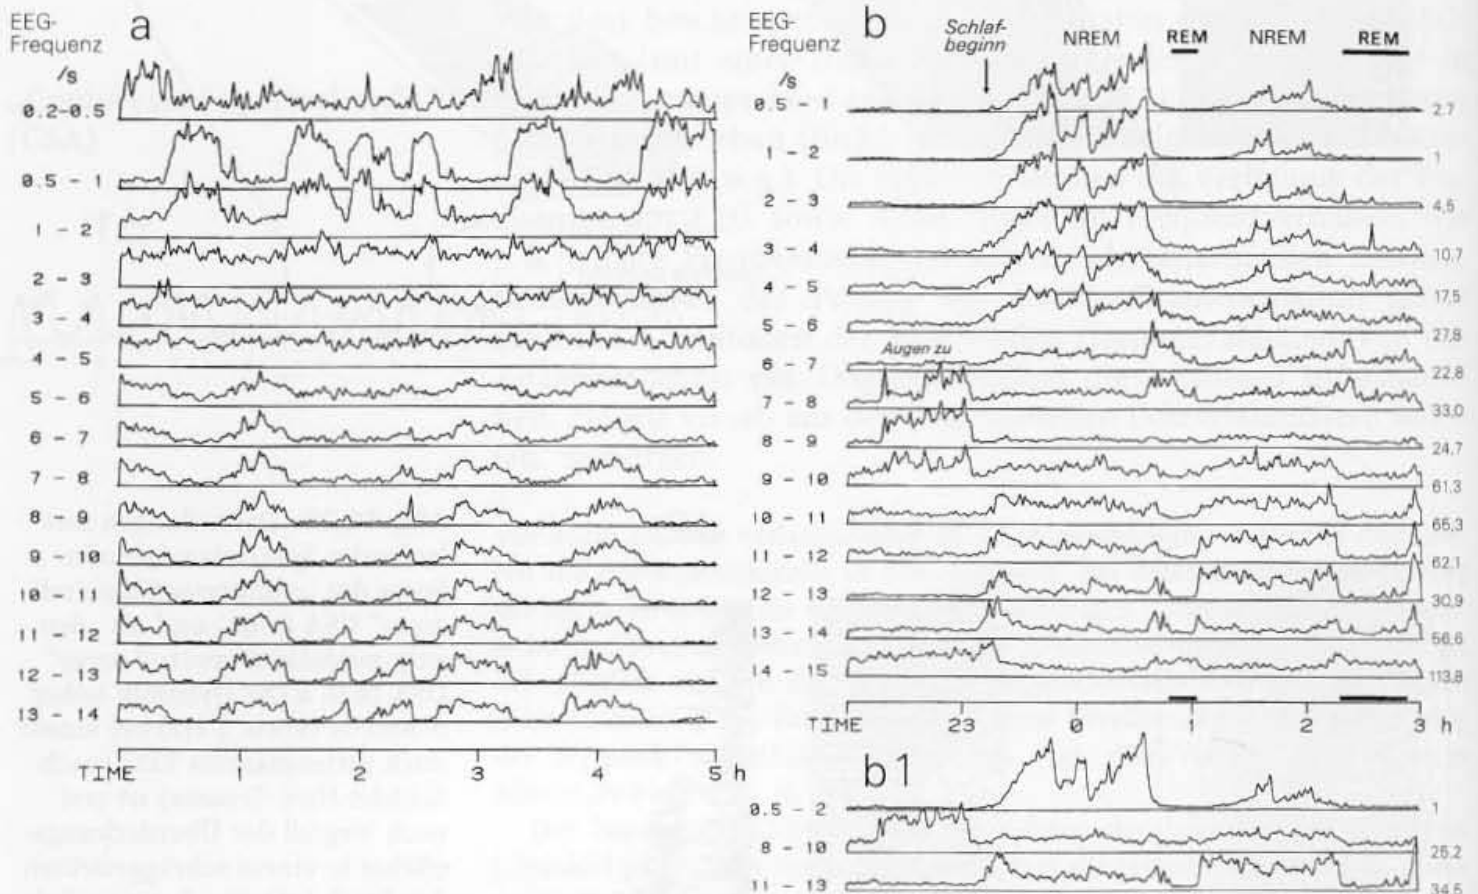 EEG-
Frequenz
/s
a
0.2-0.5
0.5 - 1
1 - 2
2 - 3
3 - 4
4 - 5
5 - 6
6 - 7
7 - 8
8 - 9
9 - 10
10 - 11
11 - 12
12 - 13
13 - 14
TIME 1 2 3 4 5 h
EEG-
Frequenz
/s
b
Schlaf-
beginn
NREM REM NREM REM
0.5 - 1 2.7
1 - 2 1
2 - 3 4.5
3 - 4 10.7
4 - 5 17.5
5 - 6 27.8
Augen zu
6 - 7 22.8
7 - 8 33.0
8 - 9 24.7
9 - 10 61.3
10 - 11 65.3
11 - 12 62.1
12 - 13 30.9
13 - 14 56.6
14 - 15 113.8
TIME 23 0 1 2 3 h
b1
0.5 - 2 1
8 - 10 25.2
11 - 13